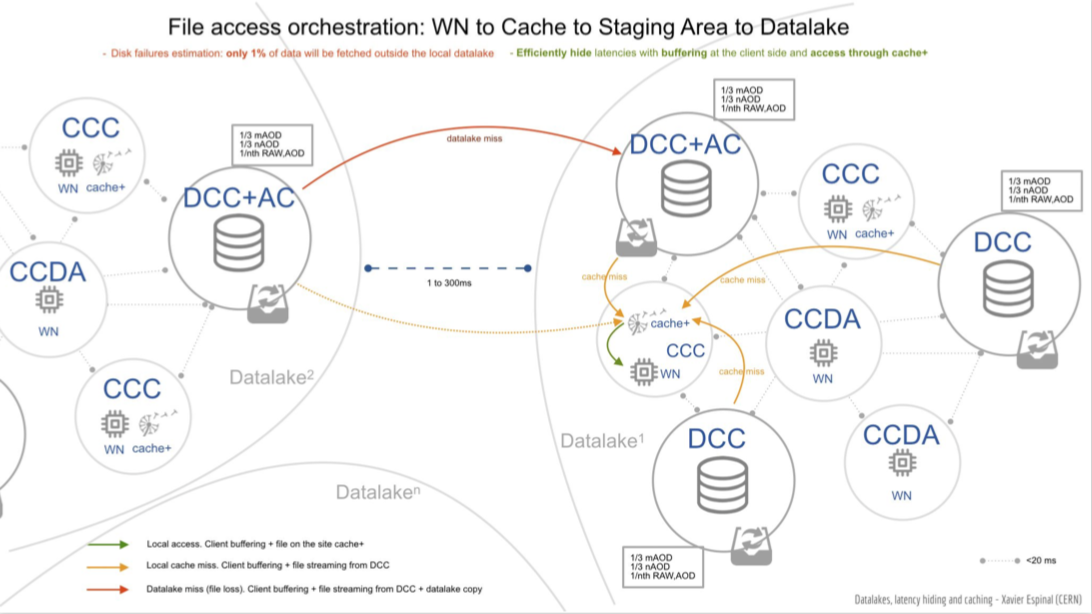 File access orchestration: WN to Cache to Staging Area to Datalake
- Disk failures estimation: only 1% of data will be fetched outside the local datalake - Efficiently hide latencies with buffering at the client side and access through cache+
CCC
WN cache+
1/3 mAOD
1/3 nAOD
1/nth RAW,AOD
DCC+AC
CCDA
WN
CCC
WN cache+
Datalake²
datalake miss
1 to 300ms
1/3 mAOD
1/3 nAOD
1/nth RAW,AOD
DCC+AC
CCC
WN cache+
1/3 mAOD
1/3 nAOD
1/nth RAW,AOD
DCC
cache miss
cache miss
cache+
CCC
WN
cache miss
CCDA
WN
Datalake¹
DCC
CCDA
WN
1/3 mAOD
1/3 nAOD
1/nth RAW,AOD
Datalakeⁿ
Local access. Client buffering + file on the site cache+
Local cache miss. Client buffering + file streaming from DCC
Datalake miss (file loss). Client buffering + file streaming from DCC + datalake copy
<20 ms
Datalakes, latency hiding and caching - Xavier Espinal (CERN)